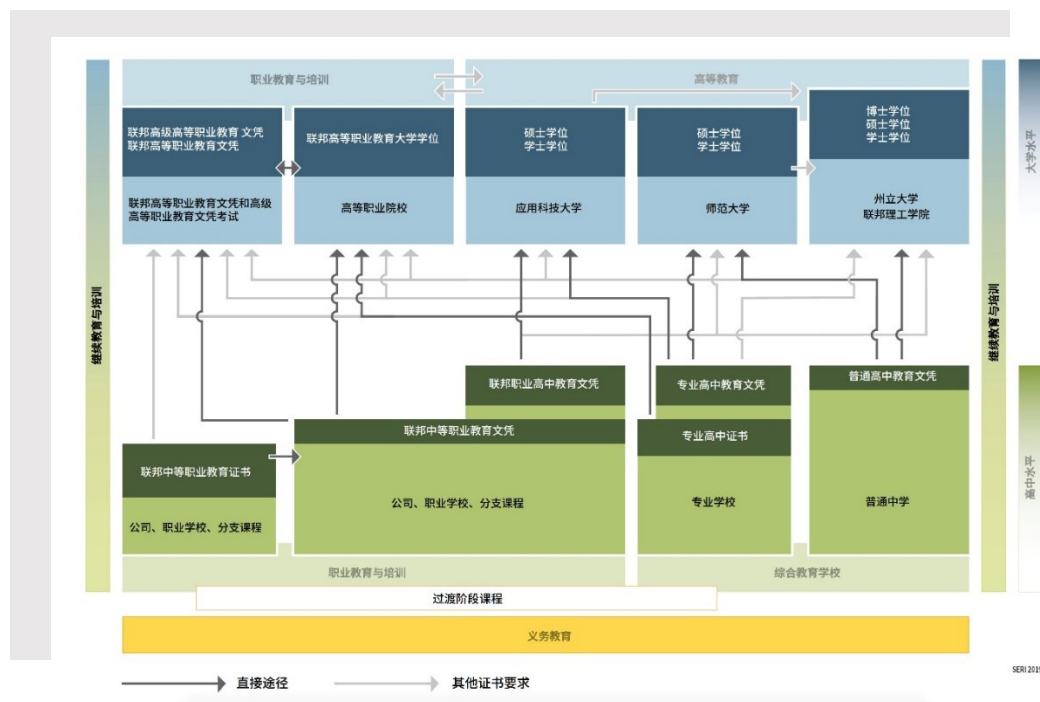 职业教育与培训
高等教育
联邦高级高等职业教育 文凭
联邦高等职业教育文凭
联邦高等职业教育大学学位
硕士学位
学士学位
硕士学位
学士学位
博士学位
硕士学位
学士学位
联邦高等职业教育文凭和高级
高等职业教育文凭考试
高等职业院校
应用科技大学
师范大学
州立大学
联邦理工学院
大学水平
继续教育与培训
继续教育与培训
联邦职业高中教育文凭
专业高中教育文凭
普通高中教育文凭
联邦中等职业教育文凭
专业高中证书
联邦中等职业教育证书
公司、职业学校、分支课程
专业学校
普通中学
公司、职业学校、分支课程
高中水平
职业教育与培训
综合教育学校
过渡阶段课程
义务教育
SERI 2019
直接途径
其他证书要求